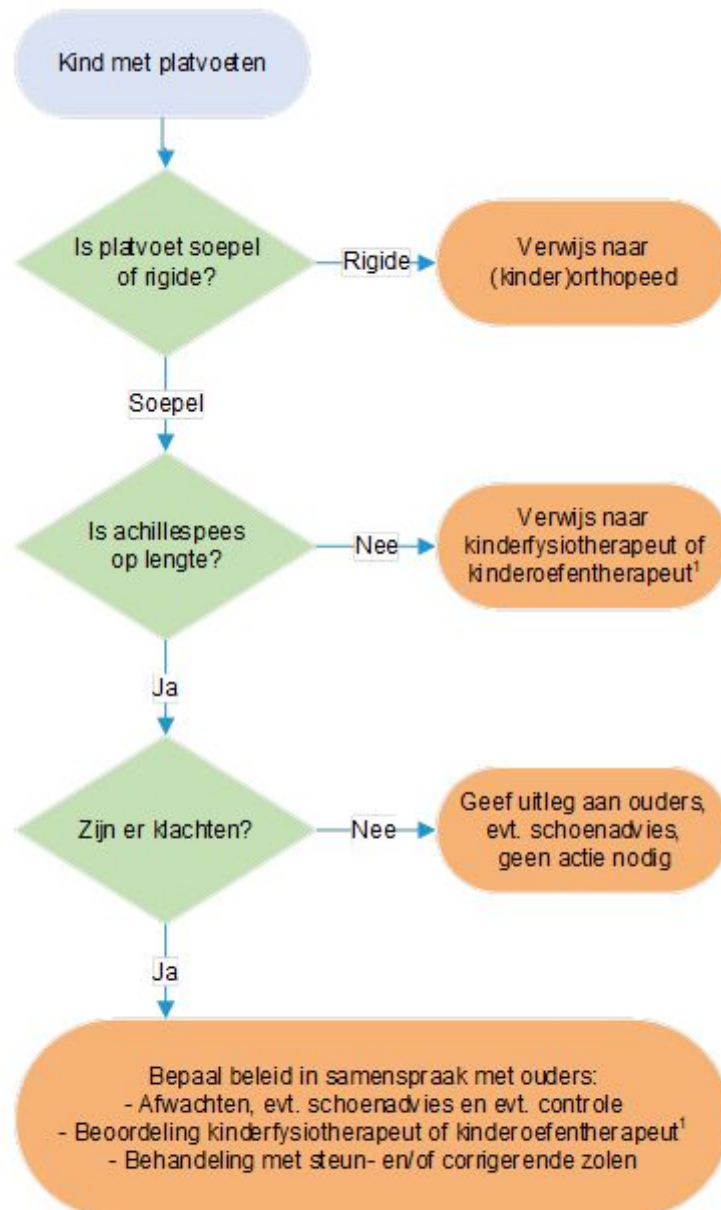 Kind met platvoeten
Is platvoet soepel
of rigide?
Rigide
Verwijs naar
(kinder)orthopeed
Soepel
Is achillespees
op lengte?
Nee
Verwijs naar
kinderfysiotherapeut of
kinderoefentherapeut¹
Ja
Zijn er klachten?
Nee
Geef uitleg aan ouders,
evt. schoenadvies,
geen actie nodig
Ja
Bepaal beleid in samenspraak met ouders:
- Afwachten, evt. schoenadvies en evt. controle
- Beoordeling kinderfysiotherapeut of kinderoefentherapeut¹
- Behandeling met steun- en/of corrigerende zolen